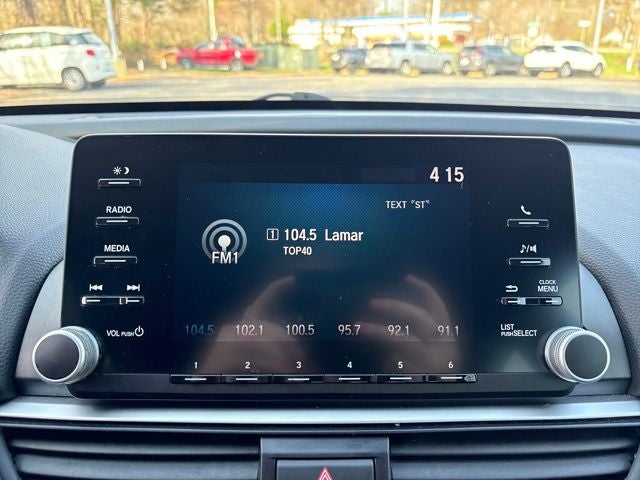 4 15
RADIO
MEDIA
VOL PUSH
TEXT "ST"
1 104.5 Lamar
TOP40
FM1
104.5 102.1 100.5 95.7 92.1 91.1
1 2 3 4 5 6
CLOCK
MENU
LIST
PUSH SELECT